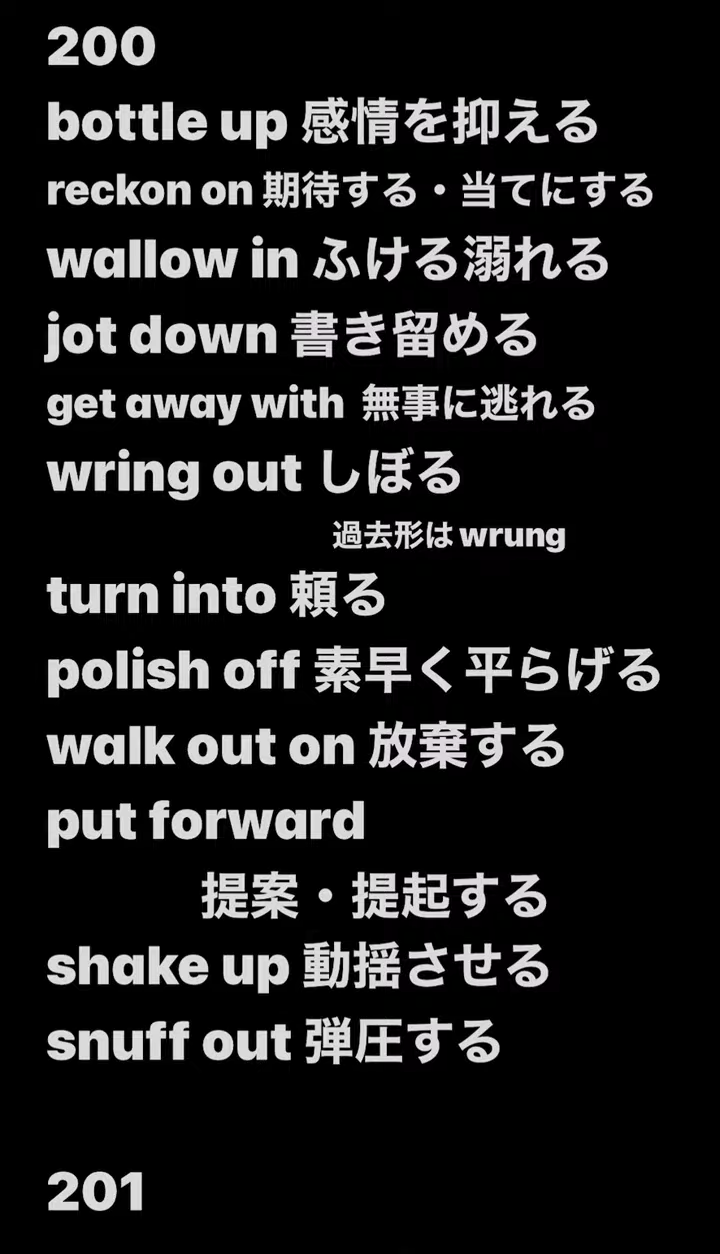 200
bottle up 感情を抑える
reckon on 期待する・当てにする
wallow in ふける溺れる
jot down 書き留める
get away with 無事に逃れる
wring out しぼる
過去形は wrung
turn into 頼る
polish off 素早く平らげる
walk out on 放棄する
put forward
提案・提起する
shake up 動揺させる
snuff out 弾圧する
201